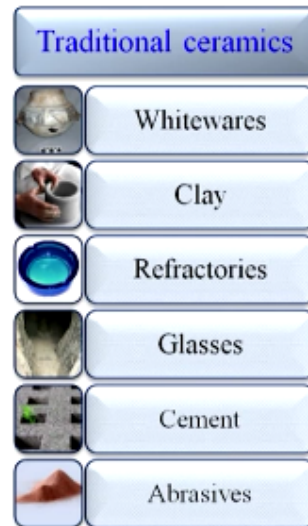 Traditional ceramics
Whitewares
Clay
Refractories
Glasses
Cement
Abrasives